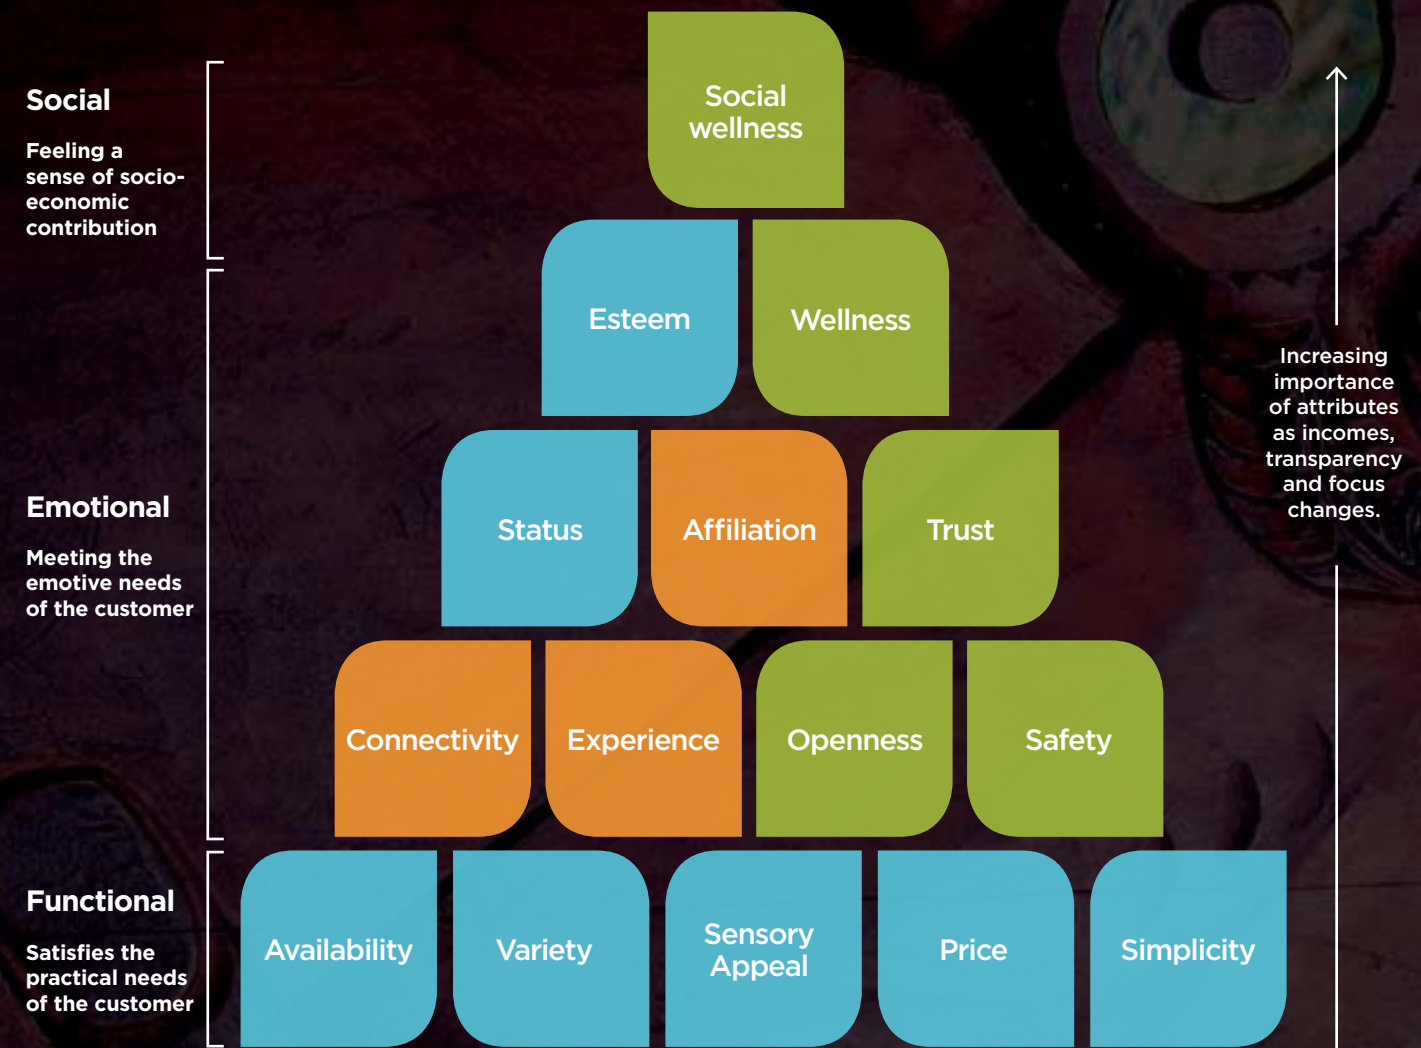 Social
Feeling a
sense of socio-
economic
contribution
Social
wellness
Esteem
Wellness
Emotional
Meeting the
emotive needs
of the customer
Status
Affiliation
Trust
Connectivity
Experience
Openness
Safety
Functional
Satisfies the
practical needs
of the customer
Availability
Variety
Sensory
Appeal
Price
Simplicity
Increasing
importance
of attributes
as incomes,
transparency
and focus
changes.